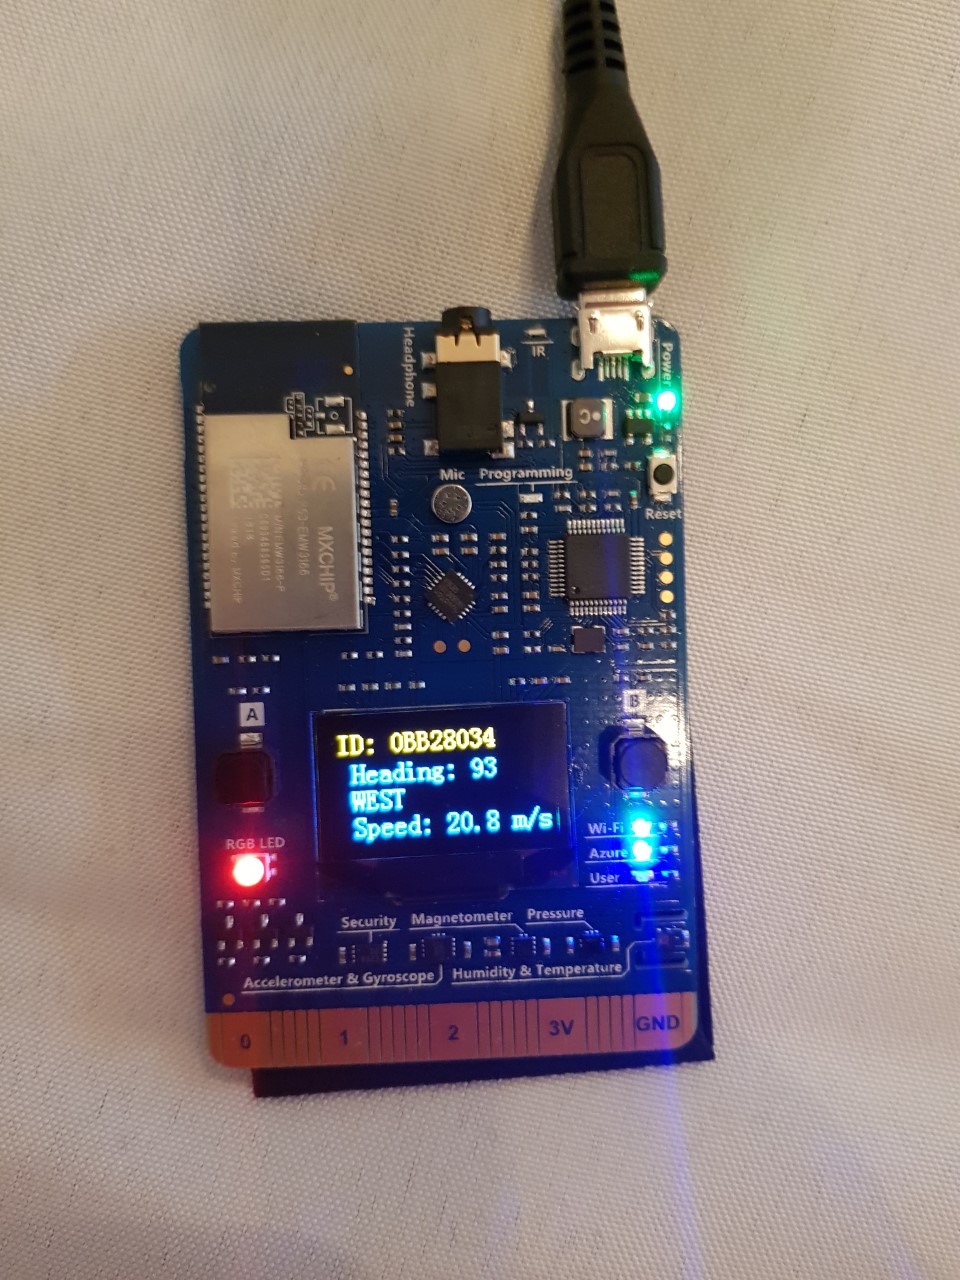 Headphone
IR
Power
C
Mic
Programming
Reset
MXCHIP®
A
B
ID: 0BB28034
Heading: 93
WEST
Speed: 20.8 m/s
RGB LED
Wi-Fi
Azure
User
Security
Magnetometer
Pressure
Accelerometer & Gyroscope
Humidity & Temperature
0
1
2
3V
GND